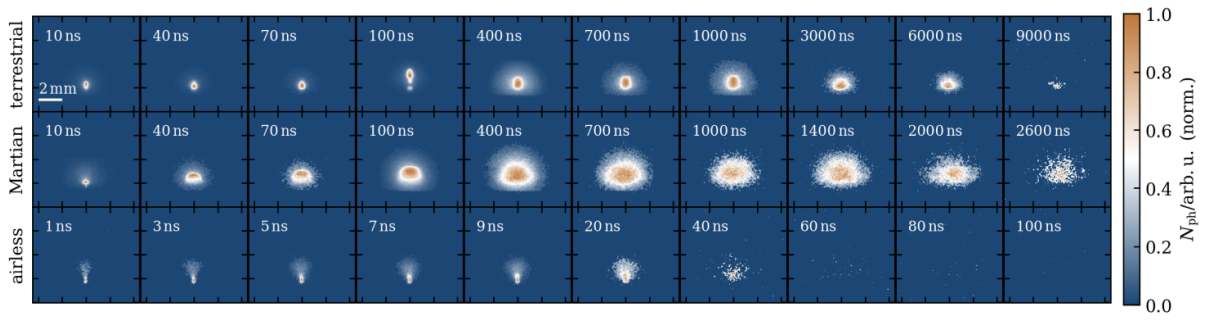 terrestrial
10 ns 40 ns 70 ns 100 ns 400 ns 700 ns 1000 ns 3000 ns 6000 ns 9000 ns
2 mm
Martian
10 ns 40 ns 70 ns 100 ns 400 ns 700 ns 1000 ns 1400 ns 2000 ns 2600 ns
airless
1 ns 3 ns 5 ns 7 ns 9 ns 20 ns 40 ns 60 ns 80 ns 100 ns
1.0
0.8
0.6
0.4
0.2
0.0
N_ph/arb. u. (norm.)